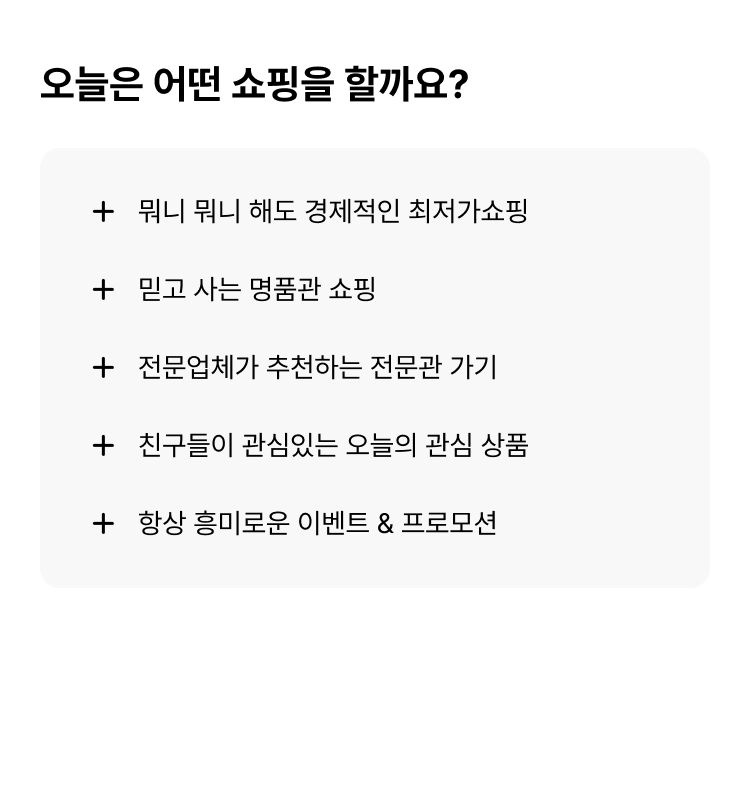 오늘은 어떤 쇼핑을 할까요?
+ 뭐니 뭐니 해도 경제적인 최저가쇼핑
+ 믿고 사는 명품관 쇼핑
+ 전문업체가 추천하는 전문관 가기
+ 친구들이 관심있는 오늘의 관심 상품
+ 항상 흥미로운 이벤트 & 프로모션